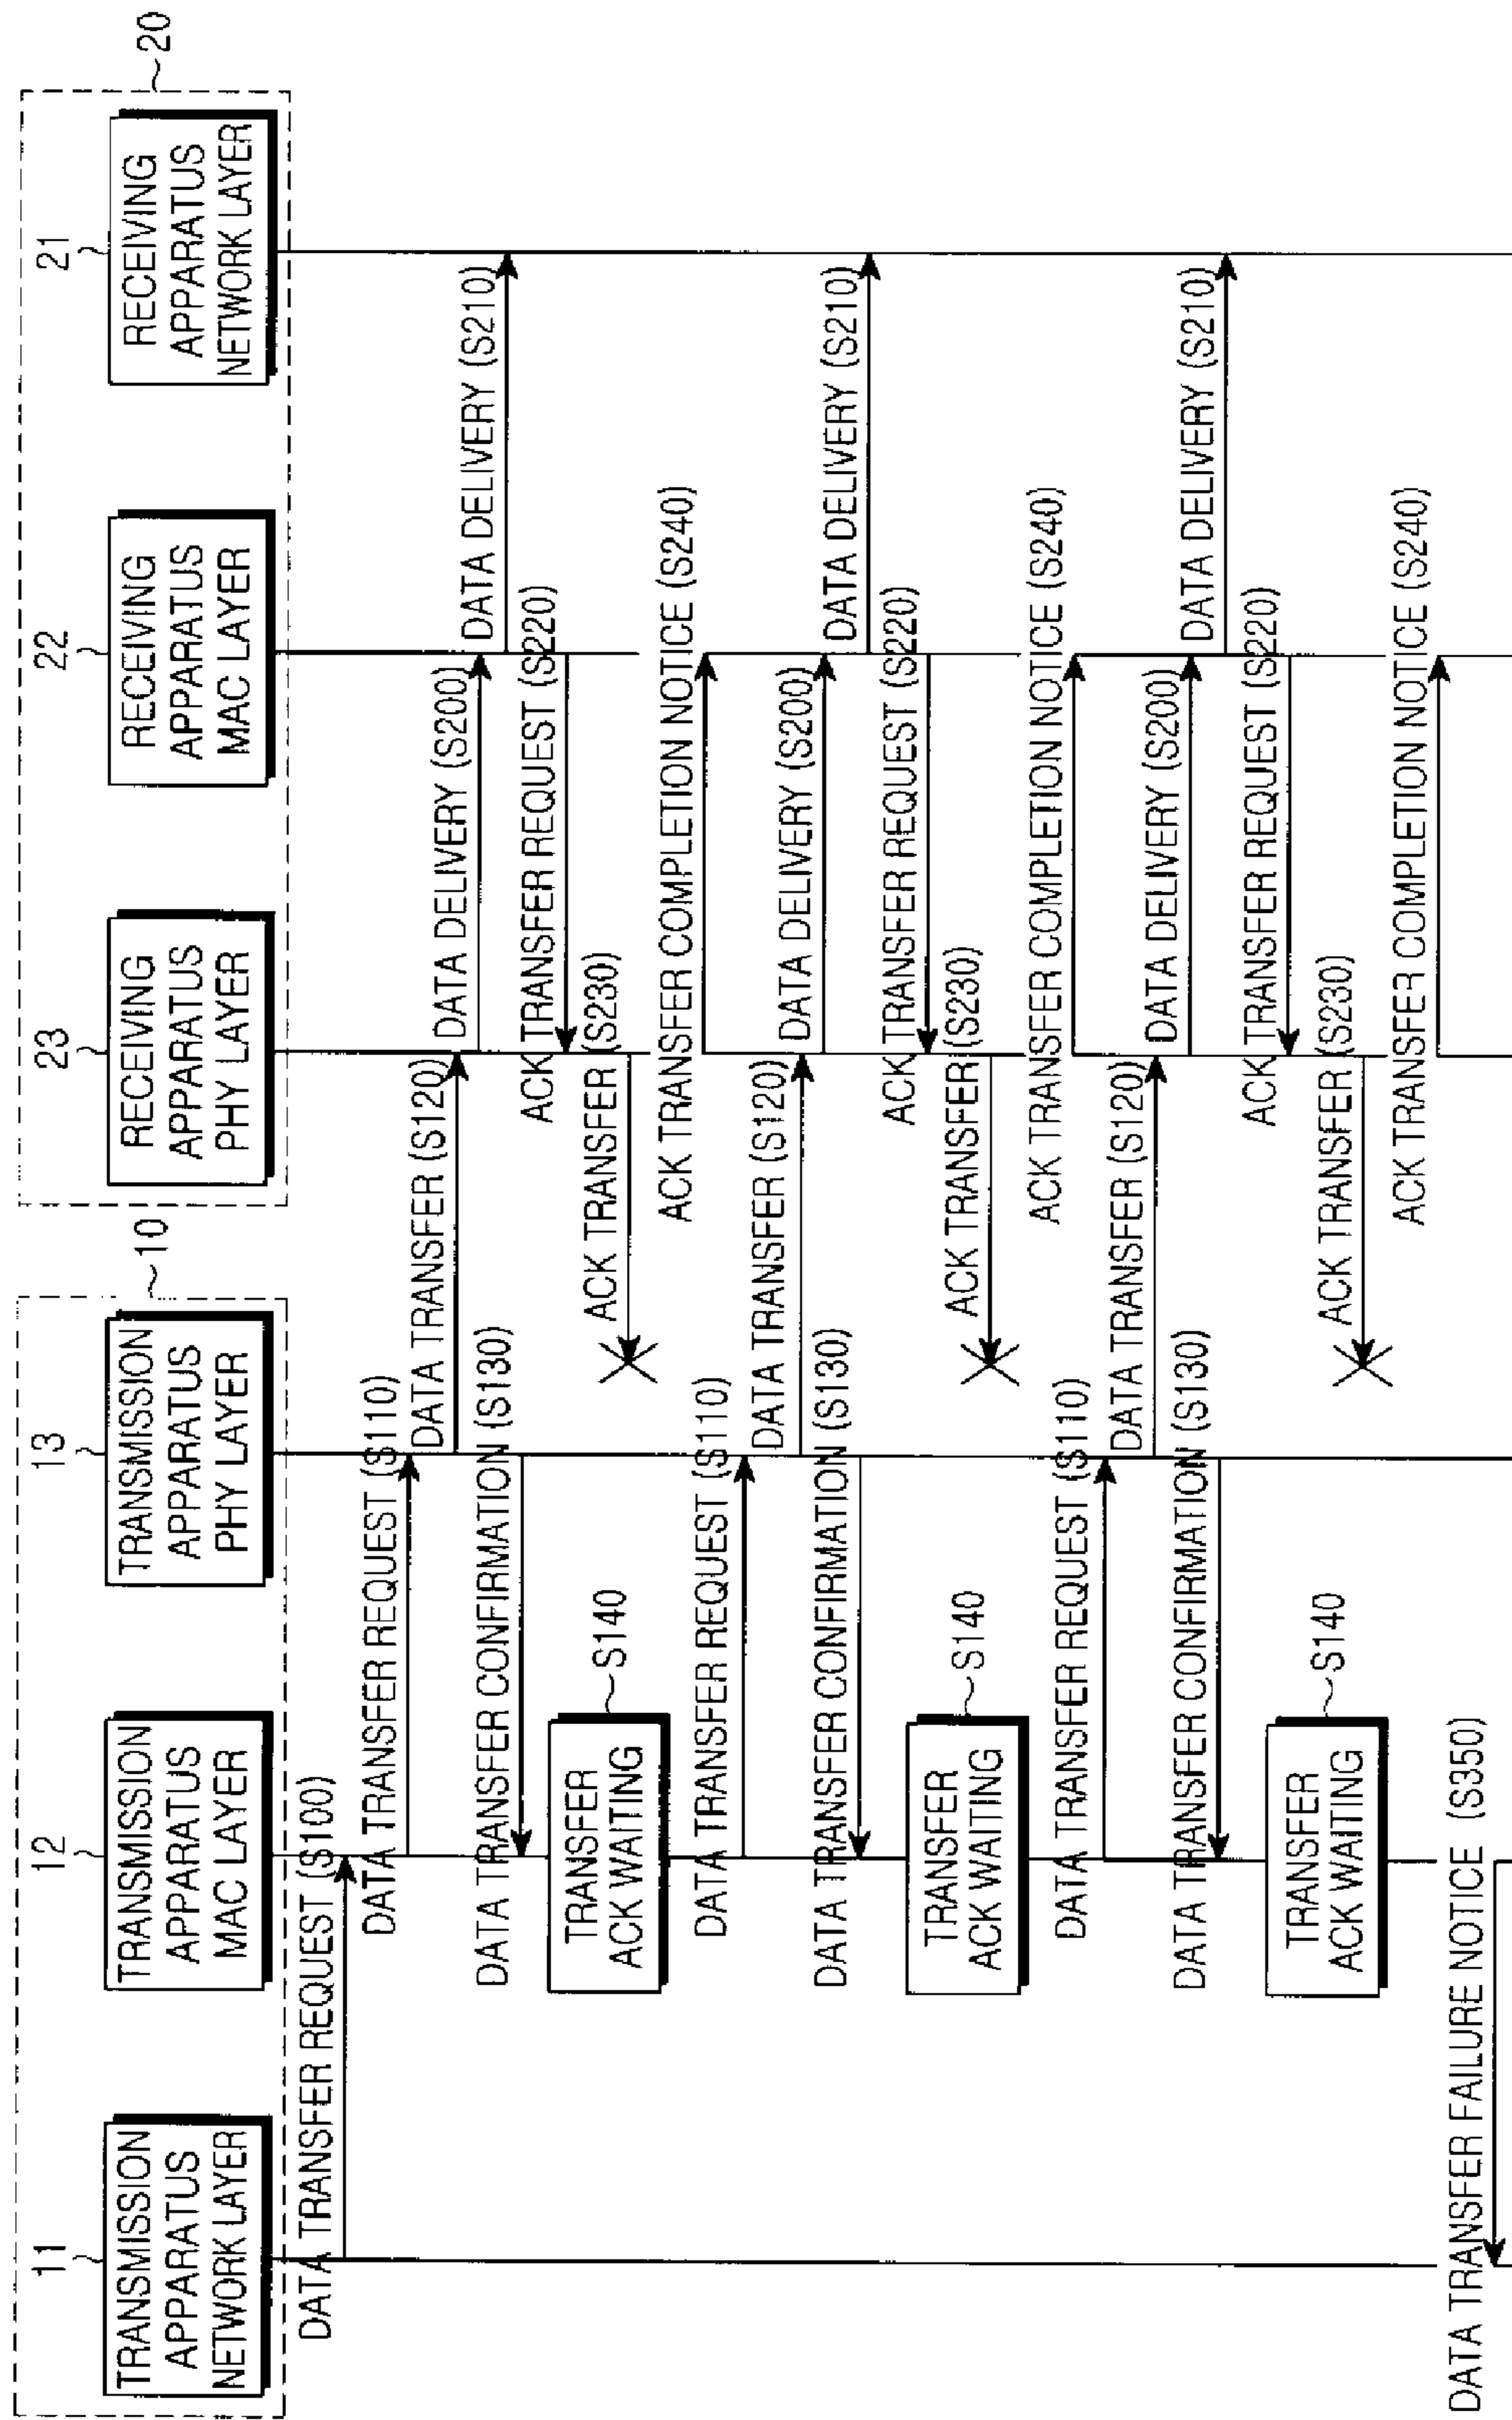 10
20
11
12
13
23
22
21
TRANSMISSION
APPARATUS
NETWORK LAYER
TRANSMISSION
APPARATUS
MAC LAYER
TRANSMISSION
APPARATUS
PHY LAYER
RECEIVING
APPARATUS
PHY LAYER
RECEIVING
APPARATUS
MAC LAYER
RECEIVING
APPARATUS
NETWORK LAYER
DATA TRANSFER REQUEST (S100)
DATA TRANSFER REQUEST (S110)
DATA TRANSFER (S120)
DATA DELIVERY (S200)
DATA DELIVERY (S210)
DATA TRANSFER CONFIRMATION (S130)
ACK TRANSFER REQUEST (S220)
TRANSFER
ACK WAITING
S140
ACK TRANSFER (S230)
ACK TRANSFER COMPLETION NOTICE (S240)
DATA TRANSFER REQUEST (S110)
DATA TRANSFER (S120)
DATA DELIVERY (S200)
DATA DELIVERY (S210)
DATA TRANSFER CONFIRMATION (S130)
ACK TRANSFER REQUEST (S220)
TRANSFER
ACK WAITING
S140
ACK TRANSFER (S230)
ACK TRANSFER COMPLETION NOTICE (S240)
DATA TRANSFER REQUEST (S110)
DATA TRANSFER (S120)
DATA DELIVERY (S200)
DATA DELIVERY (S210)
DATA TRANSFER CONFIRMATION (S130)
ACK TRANSFER REQUEST (S220)
TRANSFER
ACK WAITING
S140
ACK TRANSFER (S230)
ACK TRANSFER COMPLETION NOTICE (S240)
DATA TRANSFER FAILURE NOTICE (S350)